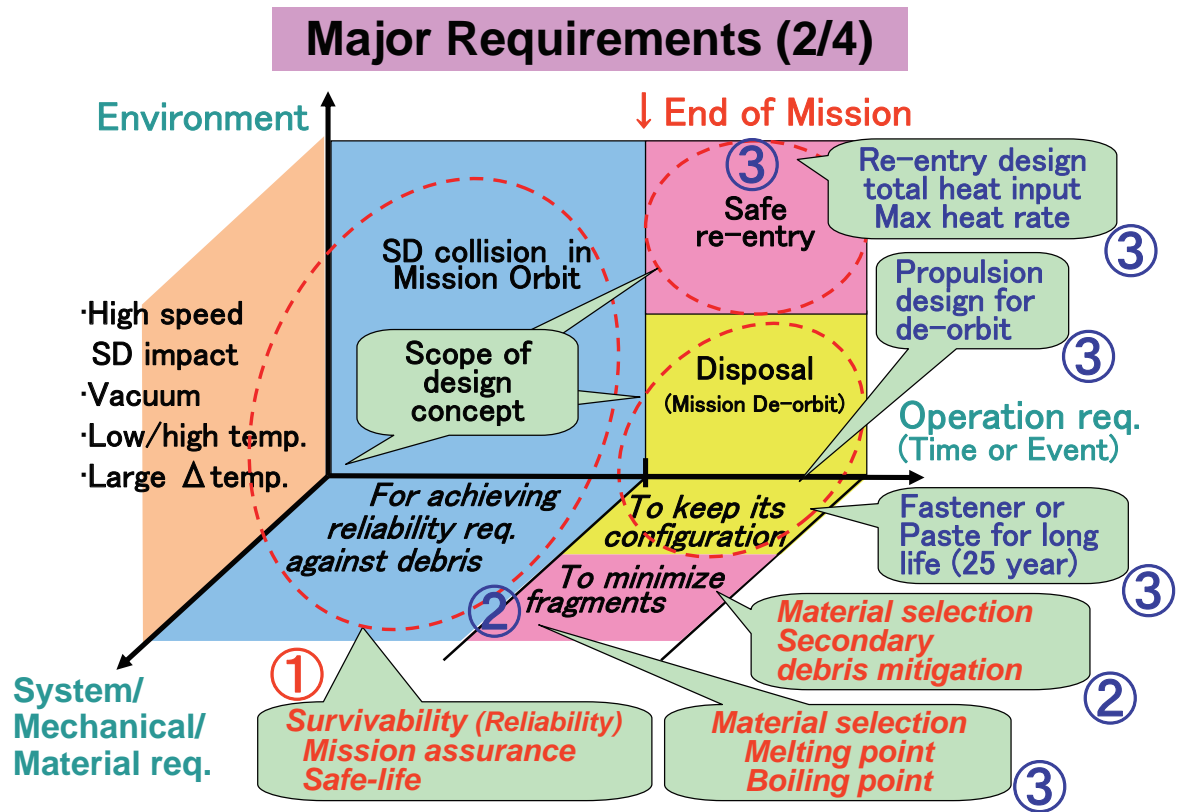 Major Requirements (2/4)
Environment
↓ End of Mission
③
Safe
re-entry
Re-entry design
total heat input
Max heat rate
③
SD collision in
Mission Orbit
Propulsion
design for
de-orbit
③
·High speed
SD impact
·Vacuum
·Low/high temp.
·Large Δ temp.
Scope of
design
concept
Disposal
(Mission De-orbit)
Operation req.
(Time or Event)
For achieving
reliability req.
against debris
To keep its
configuration
Fastener or
Paste for long
life (25 year)
③
To minimize
fragments
②
Material selection
Secondary
debris mitigation
②
①
System/
Mechanical/
Material req.
Survivability (Reliability)
Mission assurance
Safe-life
Material selection
Melting point
Boiling point
③